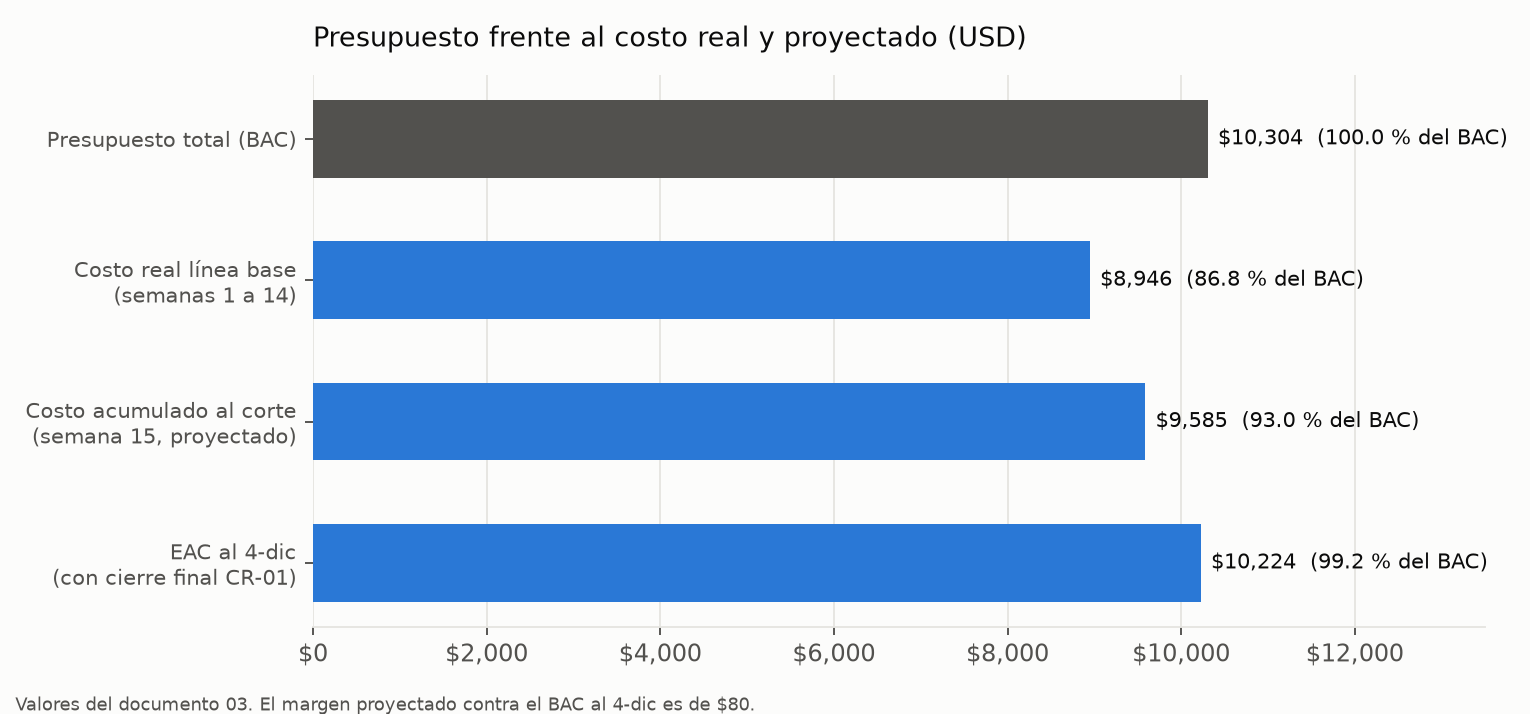 Presupuesto frente al costo real y proyectado (USD)
Presupuesto total (BAC)
$10,304  (100.0 % del BAC)
Costo real línea base
(semanas 1 a 14)
$8,946  (86.8 % del BAC)
Costo acumulado al corte
(semana 15, proyectado)
$9,585  (93.0 % del BAC)
EAC al 4-dic
(con cierre final CR-01)
$10,224  (99.2 % del BAC)
$0 $2,000 $4,000 $6,000 $8,000 $10,000 $12,000
Valores del documento 03. El margen proyectado contra el BAC al 4-dic es de $80.